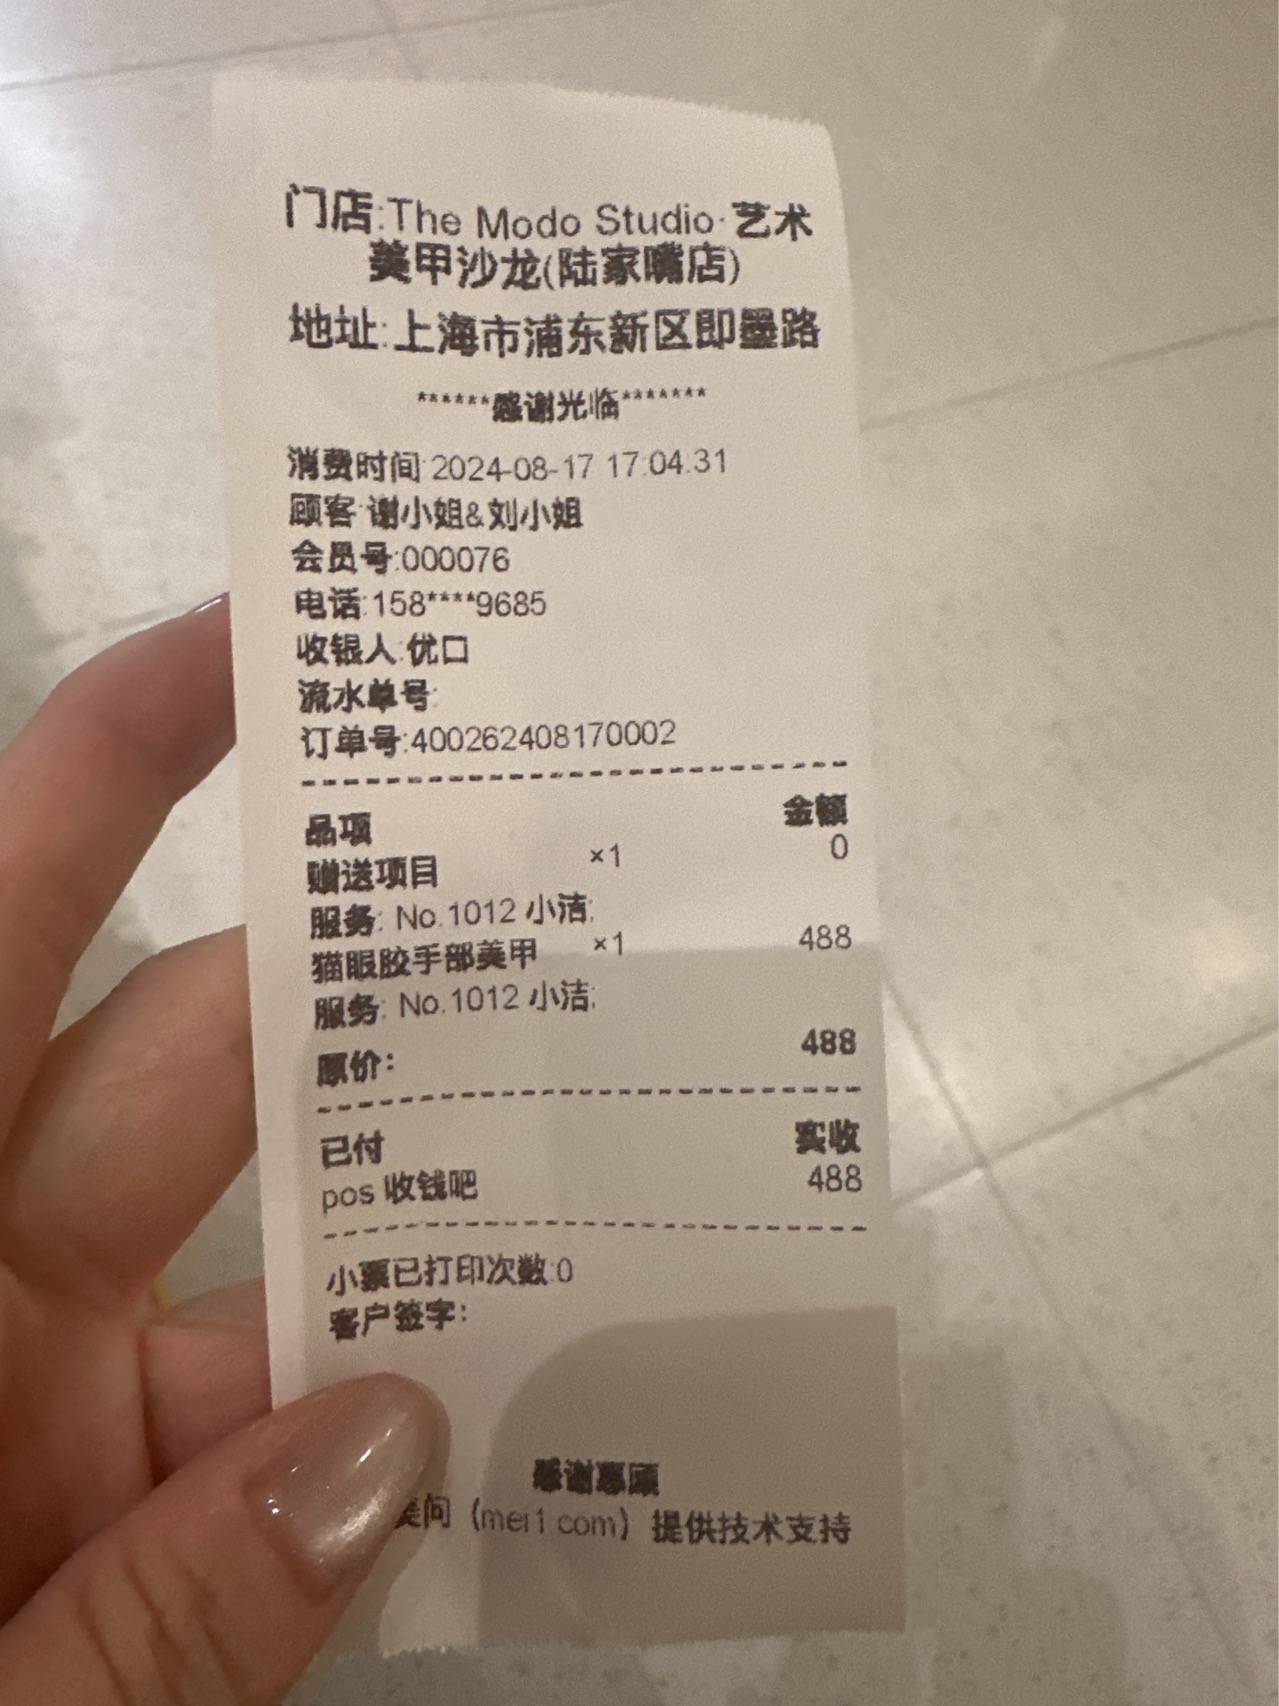 门店:The Modo Studio·艺术
美甲沙龙(陆家嘴店)
地址:上海市浦东新区即墨路
******感谢光临*******
消费时间:2024-08-17 17:04:31
顾客:谢小姐&刘小姐
会员号:000076
电话:158****9685
收银人:优口
流水单号:
订单号:400262408170002
品项 金额
赠送项目 ×1 0
服务: No.1012 小洁;
猫眼胶手部美甲 ×1 488
服务: No.1012 小洁;
原价: 488
已付 实收
pos 收钱吧 488
小票已打印次数:0
客户签字:
感谢惠顾
美问（mei1.com）提供技术支持